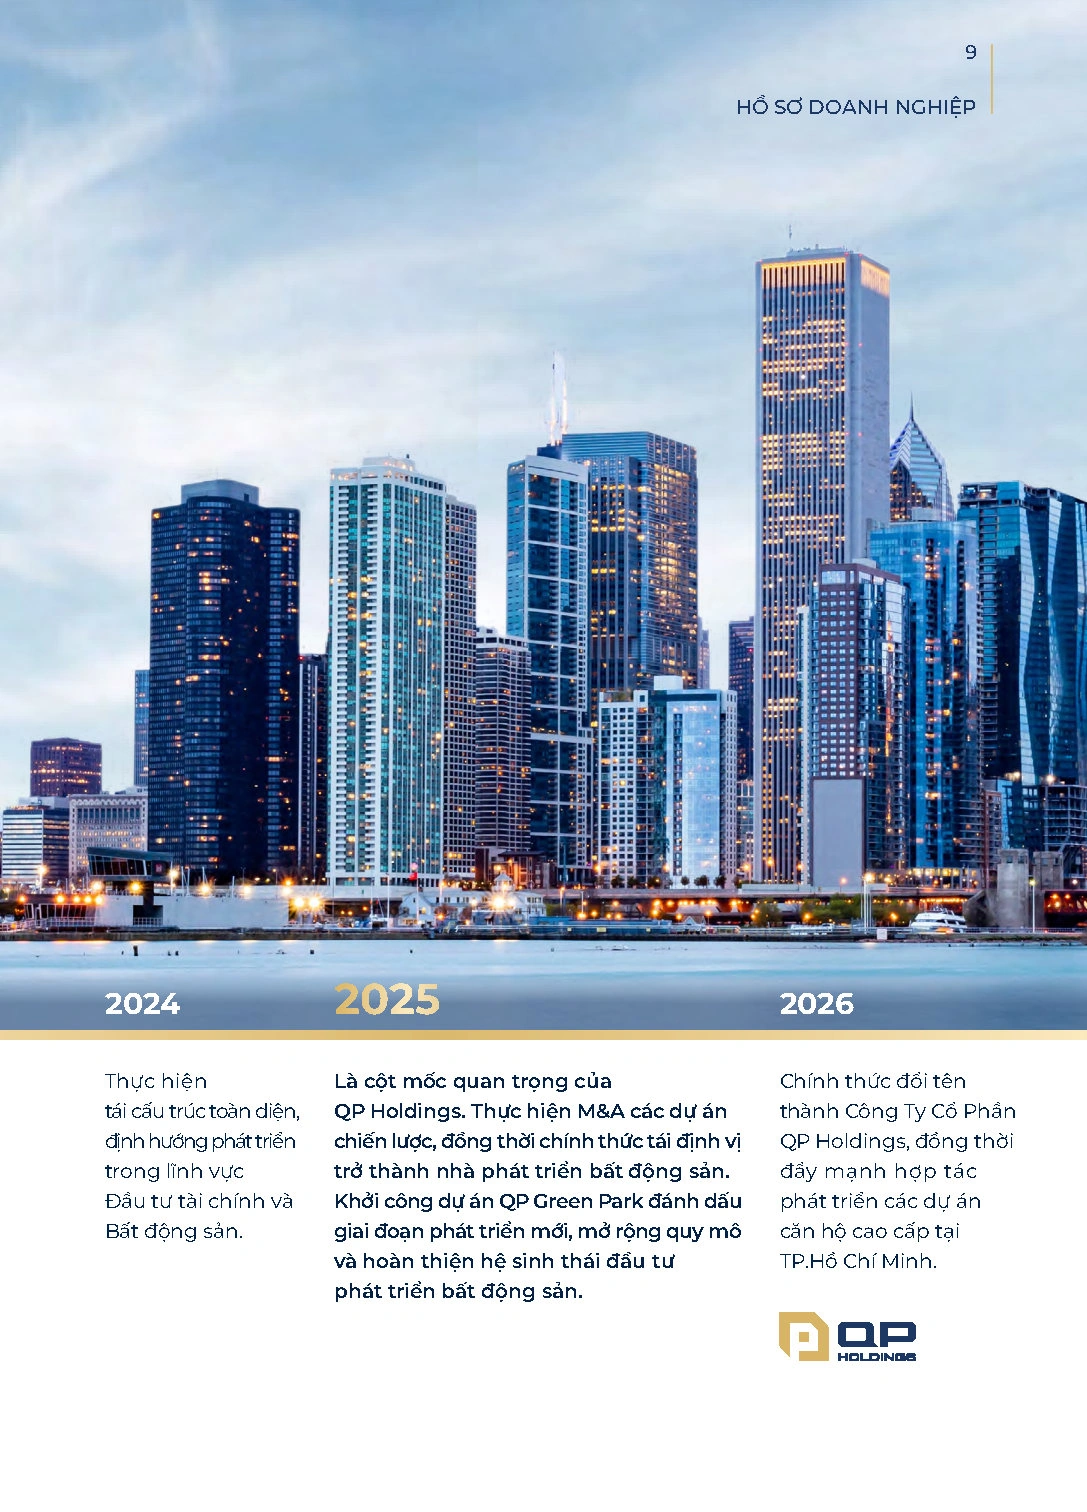 9
HỒ SƠ DOANH NGHIỆP
2024
Thực hiện
tái cấu trúc toàn diện,
định hướng phát triển
trong lĩnh vực
Đầu tư tài chính và
Bất động sản.
2025
Là cột mốc quan trọng của
QP Holdings. Thực hiện M&A các dự án
chiến lược, đồng thời chính thức tái định vị
trở thành nhà phát triển bất động sản.
Khởi công dự án QP Green Park đánh dấu
giai đoạn phát triển mới, mở rộng quy mô
và hoàn thiện hệ sinh thái đầu tư
phát triển bất động sản.
2026
Chính thức đổi tên
thành Công Ty Cổ Phần
QP Holdings, đồng thời
đẩy mạnh hợp tác
phát triển các dự án
căn hộ cao cấp tại
TP.Hồ Chí Minh.
QP
HOLDINGS